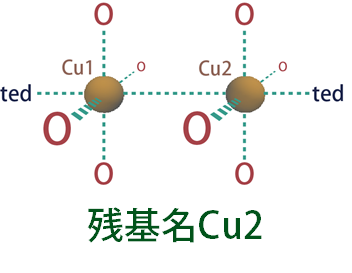 O O
Cu1 O Cu2 O
ted ted
O O
O O
残基名Cu2